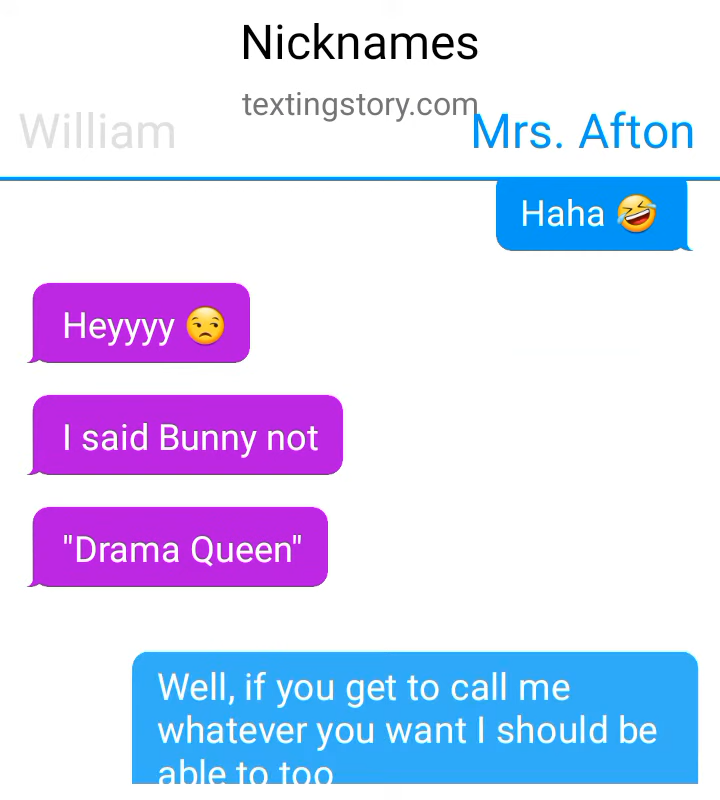 Nicknames
textingstory.com
William
Mrs. Afton
Haha 🤣
Heyyyy 😒
I said Bunny not
"Drama Queen"
Well, if you get to call me
whatever you want I should be
able to too